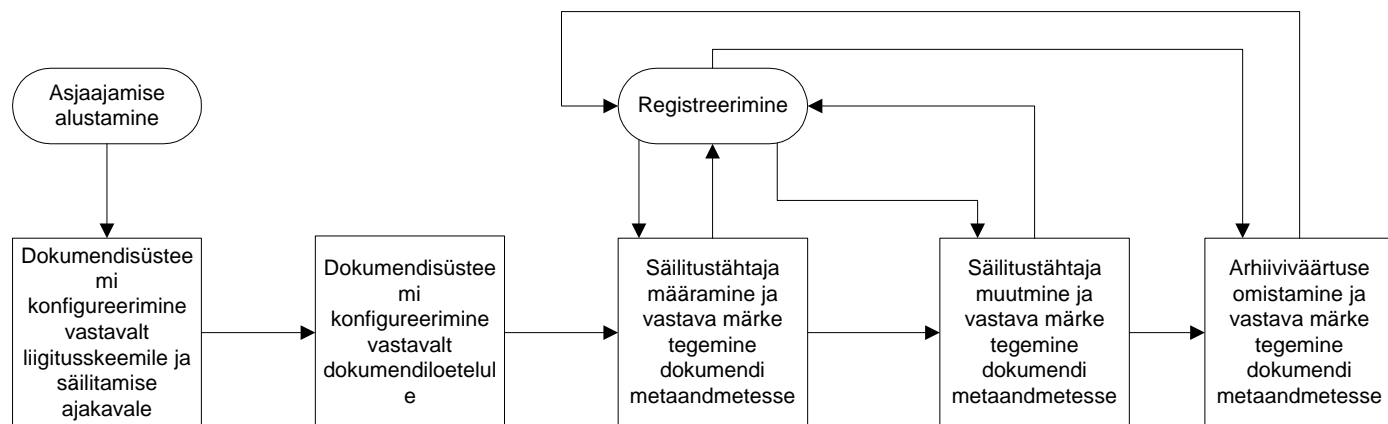 Asjaajamise
alustamine
Registreerimine
Dokumendisüstee
mi
konfigureerimine
vastavalt
liigitusskeemile ja
säilitamise
ajakavale
Dokumendisüstee
mi
konfigureerimine
vastavalt
dokumendiloetelul
e
Säilitustähtaja
määramine ja
vastava märke
tegemine
dokumendi
metaandmetesse
Säilitustähtaja
muutmine ja
vastava märke
tegemine
dokumendi
metaandmetesse
Arhiiviväärtuse
omistamine ja
vastava märke
tegemine
dokumendi
metaandmetesse